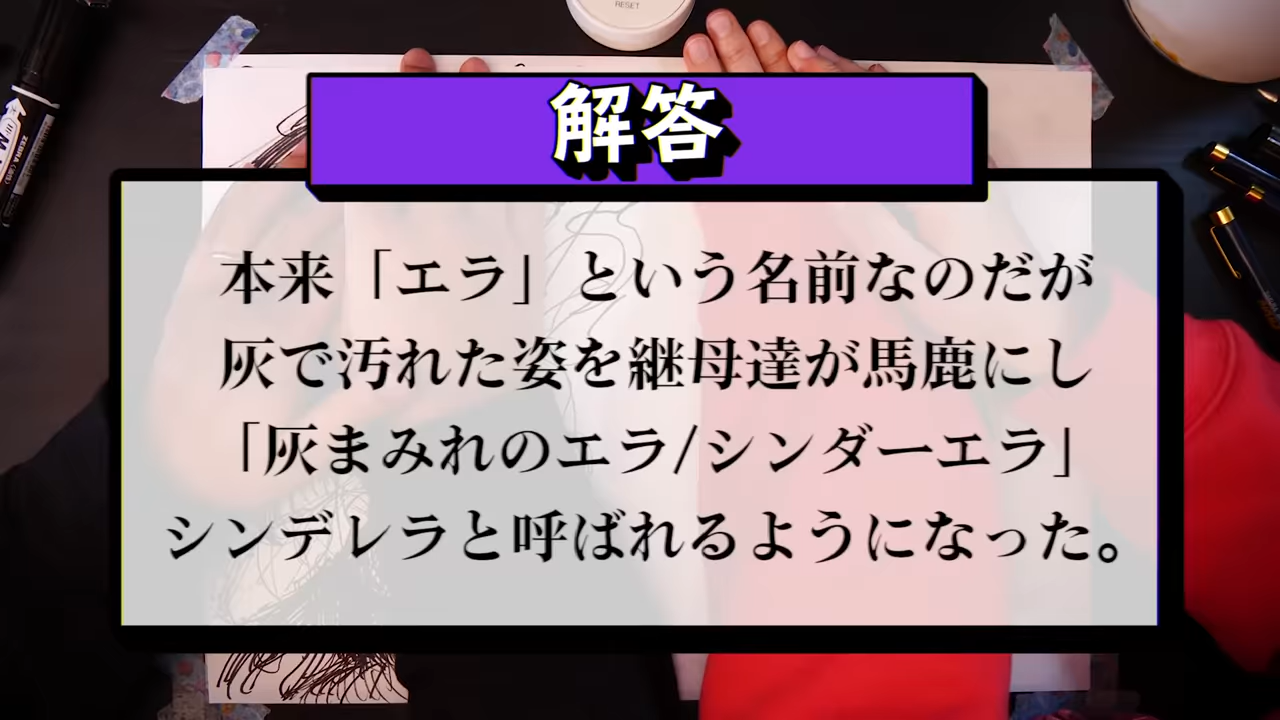 RESET
解答
本来「エラ」という名前なのだが
灰で汚れた姿を継母達が馬鹿にし
「灰まみれのエラ/シンダーエラ」
シンデレラと呼ばれるようになった。
ZEBRA